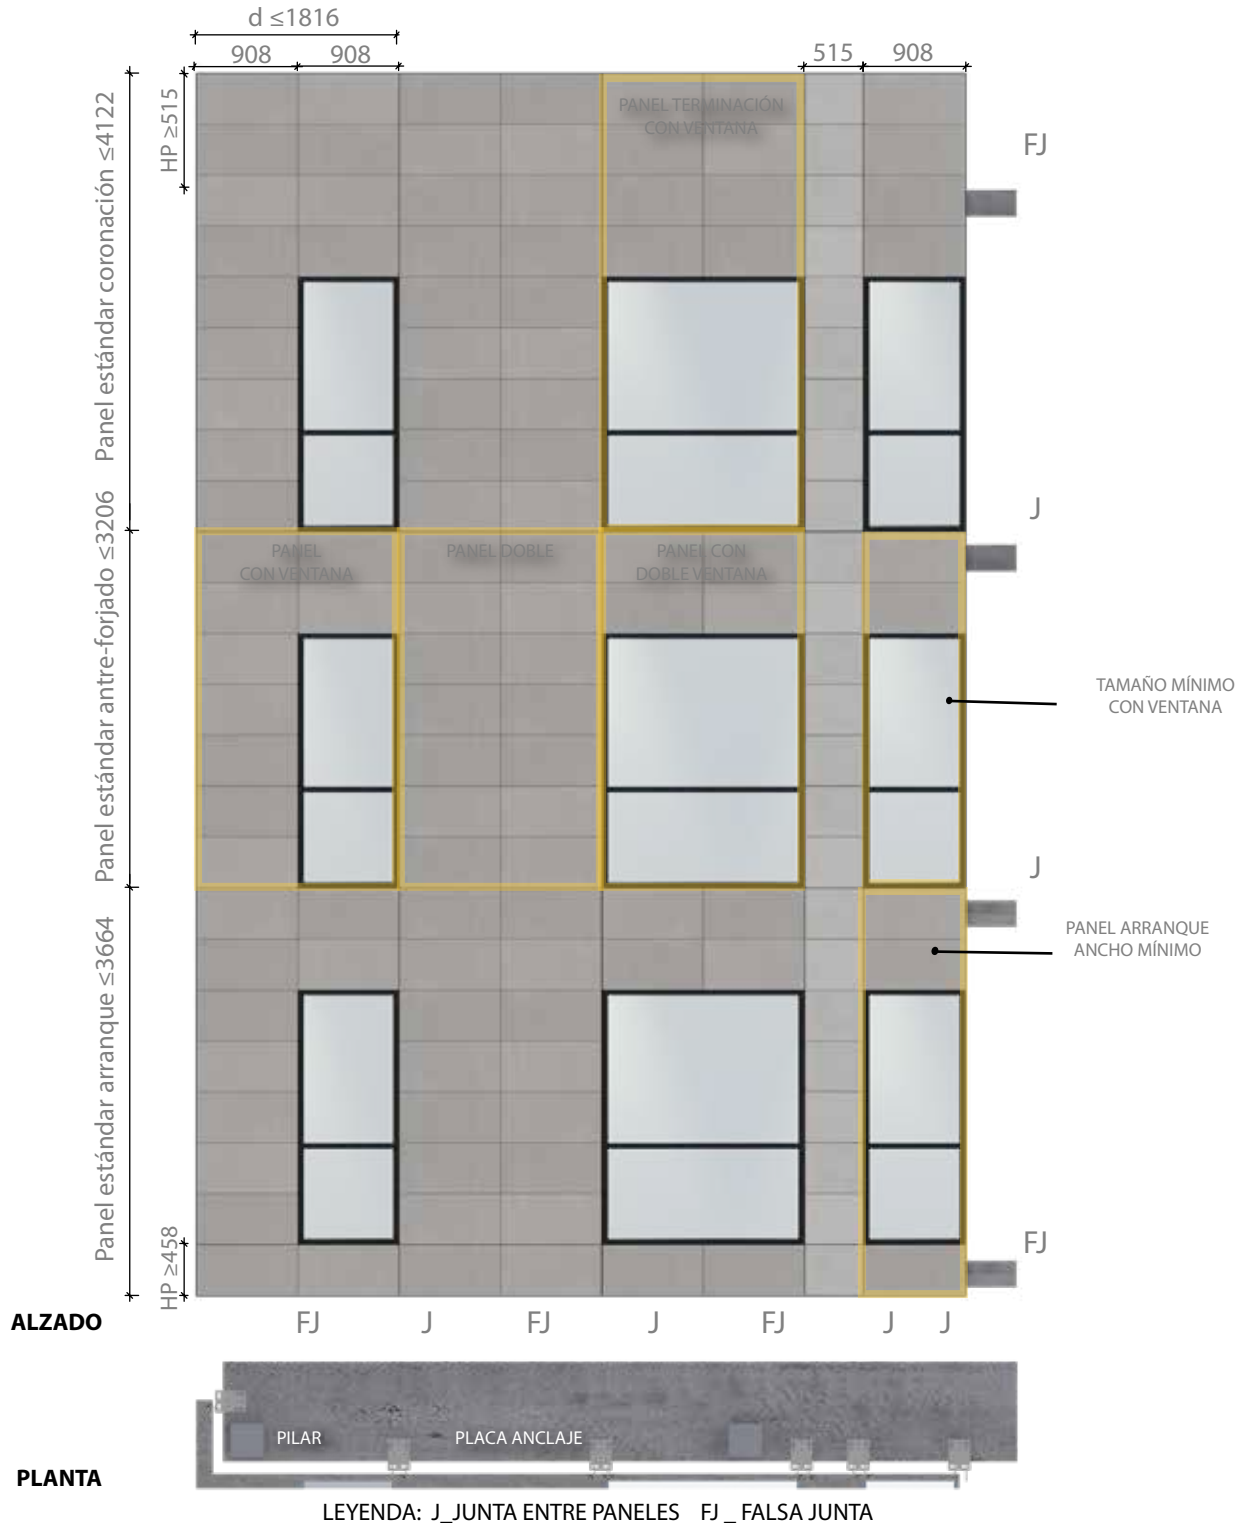 d ≤1816
908
908
515
908
Panel estándar coronación ≤4122
HP ≥515
PANEL TERMINACIÓN
CON VENTANA
FJ
J
Panel estándar antre-forjado ≤3206
PANEL
CON VENTANA
PANEL DOBLE
PANEL CON
DOBLE VENTANA
TAMAÑO MÍNIMO
CON VENTANA
J
Panel estándar arranque ≤3664
PANEL ARRANQUE
ANCHO MÍNIMO
HP ≥458
FJ
ALZADO
FJ
J
FJ
J
FJ
J
J
PILAR
PLACA ANCLAJE
PLANTA
LEYENDA: J_JUNTA ENTRE PANELES FJ _ FALSA JUNTA